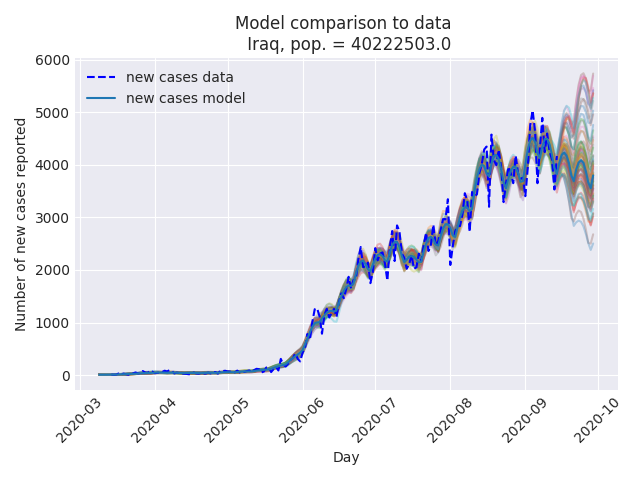 Model comparison to data
Iraq, pop. = 40222503.0
new cases data
new cases model
Number of new cases reported
6000
5000
4000
3000
2000
1000
0
2020-03
2020-04
2020-05
2020-06
2020-07
2020-08
2020-09
2020-10
Day